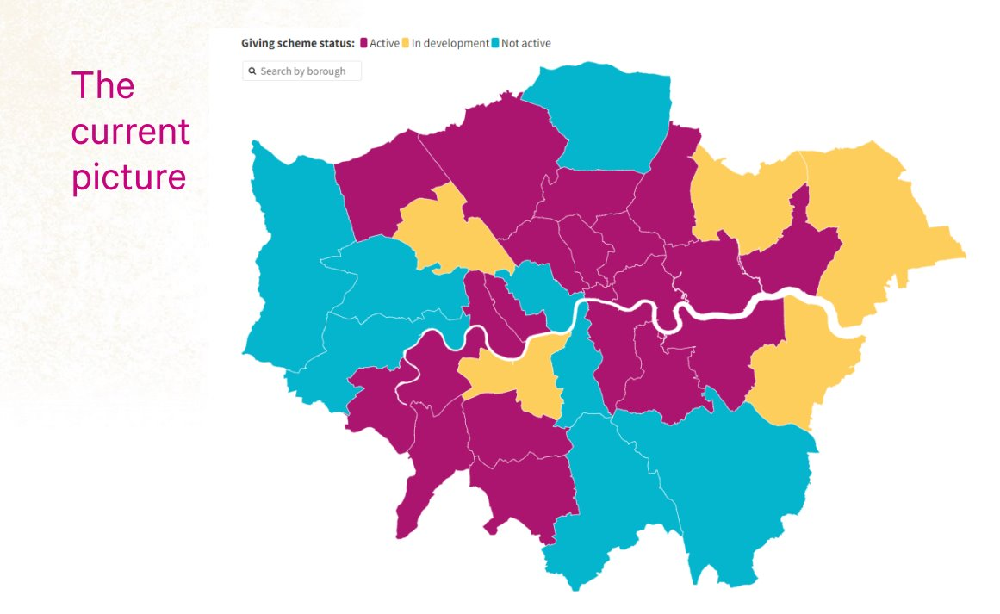 The
current
picture
Giving scheme status: Active In development Not active
Search by borough